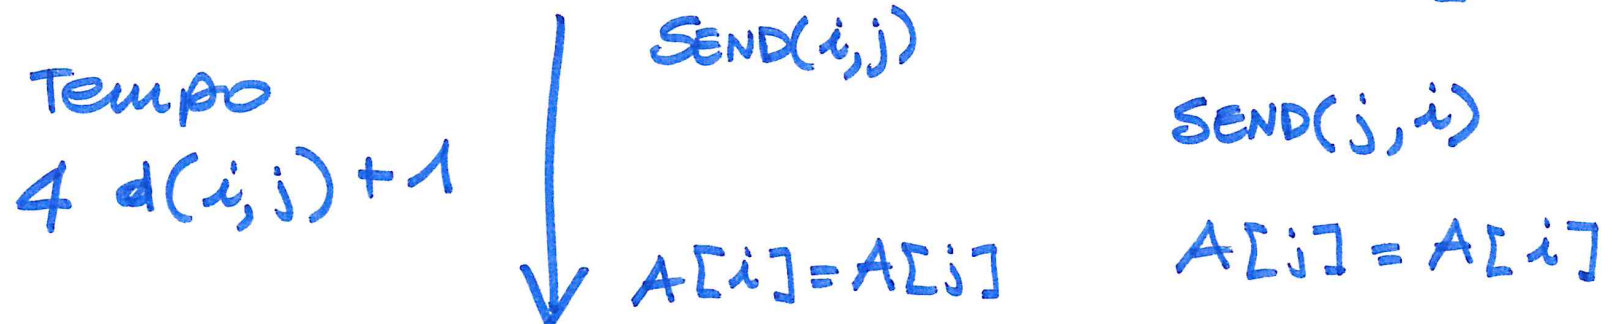 SEND(i,j)
Tempo
SEND(j,i)
4 d(i,j)+1
A[i]=A[j]
A[j]=A[i]